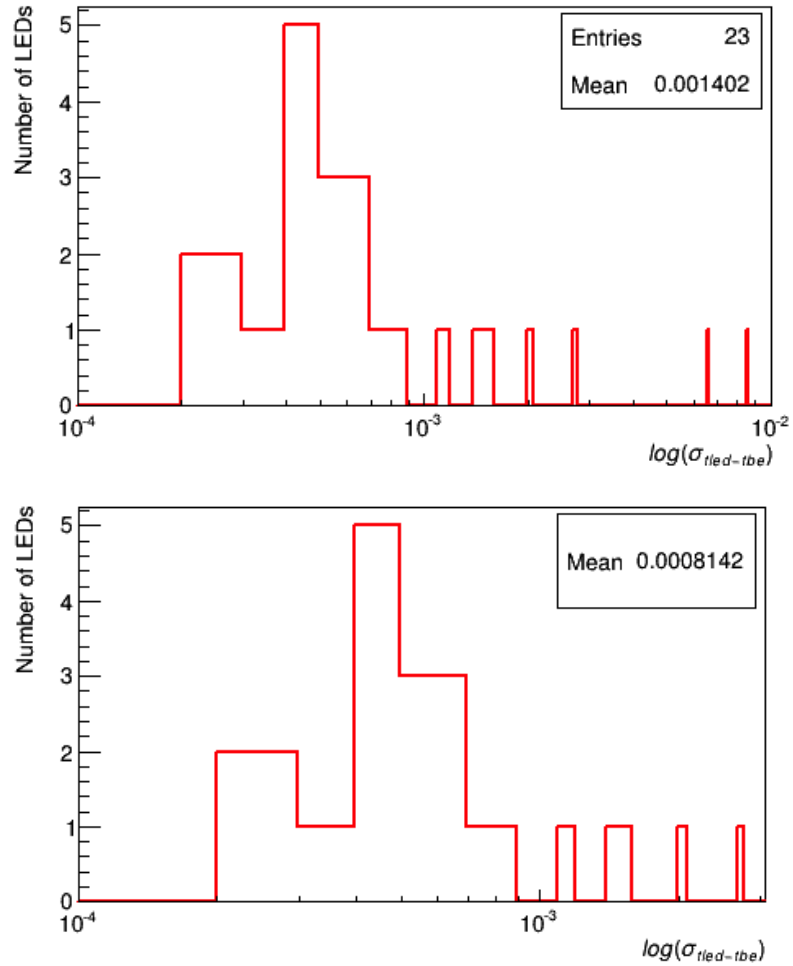 Number of LEDs
5
4
3
2
1
0
Entries 23
Mean 0.001402
10⁻⁴ 10⁻³ 10⁻²
log(σ_tled−tbe)
Number of LEDs
5
4
3
2
1
0
Mean 0.0008142
10⁻⁴ 10⁻³
log(σ_tled−tbe)